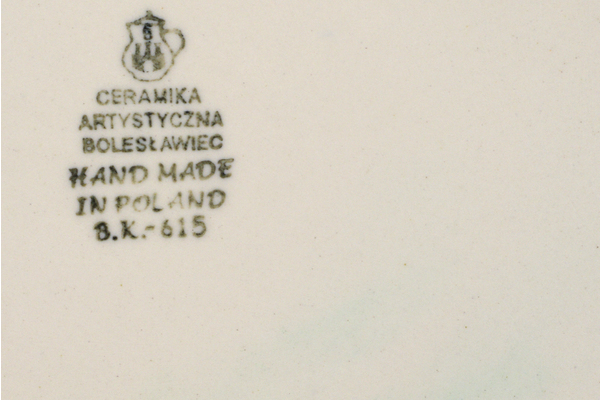 CERAMIKA
ARTYSTYCZNA
BOLESŁAWIEC
HAND MADE
IN POLAND
B.K.-615